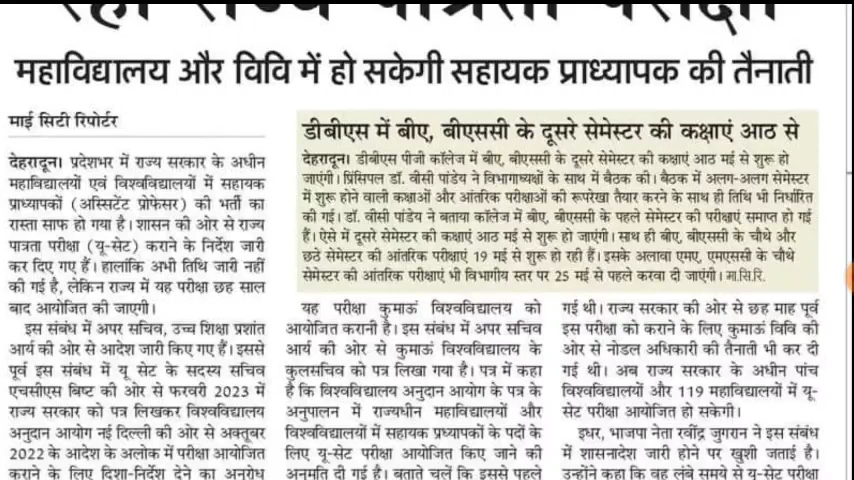 रही राज्य पात्रता परीक्षा
महाविद्यालय और विवि में हो सकेगी सहायक प्राध्यापक की तैनाती
माई सिटी रिपोर्टर
देहरादून। प्रदेशभर में राज्य सरकार के अधीन
महाविद्यालयों एवं विश्वविद्यालयों में सहायक
प्राध्यापकों (अस्सिटेंट प्रोफेसर) की भर्ती का
रास्ता साफ हो गया है। शासन की ओर से राज्य
पात्रता परीक्षा (यू-सेट) कराने के निर्देश जारी
कर दिए गए हैं। हालांकि अभी तिथि जारी नहीं
की गई है, लेकिन राज्य में यह परीक्षा छह साल
बाद आयोजित की जाएगी।
इस संबंध में अपर सचिव, उच्च शिक्षा प्रशांत
आर्य की ओर से आदेश जारी किए गए हैं। इससे
पूर्व इस संबंध में यू सेट के सदस्य सचिव
एचसीएस बिष्ट की ओर से फरवरी 2023 में
राज्य सरकार को पत्र लिखकर विश्वविद्यालय
अनुदान आयोग नई दिल्ली की ओर से अक्तूबर
2022 के आदेश के अलोक में परीक्षा आयोजित
कराने के लिए दिशा-निर्देश देने का अनुरोध
डीबीएस में बीए, बीएससी के दूसरे सेमेस्टर की कक्षाएं आठ से
देहरादून। डीबीएस पीजी कॉलेज में बीए, बीएससी के दूसरे सेमेस्टर की कक्षाएं आठ मई से शुरू हो
जाएंगी। प्रिंसिपल डॉ. वीसी पांडेय ने विभागाध्यक्षों के साथ में बैठक की। बैठक में अलग-अलग सेमेस्टर
में शुरू होने वाली कक्षाओं और आंतरिक परीक्षाओं की रूपरेखा तैयार करने के साथ ही तिथि भी निर्धारित
की गई। डॉ. वीसी पांडेय ने बताया कॉलेज में बीए, बीएससी के पहले सेमेस्टर की परीक्षाएं समाप्त हो गई
हैं। ऐसे में दूसरे सेमेस्टर की कक्षाएं आठ मई से शुरू हो जाएंगी। साथ ही बीए, बीएससी के चौथे और
छठे सेमेस्टर की आंतरिक परीक्षाएं 19 मई से शुरू हो रही हैं। इसके अलावा एमए, एमएससी के चौथे
सेमेस्टर की आंतरिक परीक्षाएं भी विभागीय स्तर पर 25 मई से पहले करवा दी जाएंगी। मा.सि.रि.
यह परीक्षा कुमाऊं विश्वविद्यालय को
आयोजित करानी है। इस संबंध में अपर सचिव
आर्य की ओर से कुमाऊं विश्वविद्यालय के
कुलसचिव को पत्र लिखा गया है। पत्र में कहा
है कि विश्वविद्यालय अनुदान आयोग के पत्र के
अनुपालन में राज्यधीन महाविद्यालयों और
विश्वविद्यालयों में सहायक प्रध्यापकों के पदों के
लिए यू-सेट परीक्षा आयोजित किए जाने की
अनुमति दी गई है। बताते चलें कि इससे पहले
गई थी। राज्य सरकार की ओर से छह माह पूर्व
इस परीक्षा को कराने के लिए कुमाऊं विवि की
ओर से नोडल अधिकारी की तैनाती भी कर दी
गई थी। अब राज्य सरकार के अधीन पांच
विश्वविद्यालयों और 119 महाविद्यालयों में यू-
सेट परीक्षा आयोजित हो सकेगी।
इधर, भाजपा नेता रवींद्र जुगरान ने इस संबंध
में शासनादेश जारी होने पर खुशी जताई है।
उन्होंने कहा कि वह लंबे समय से यू-सेट परीक्षा